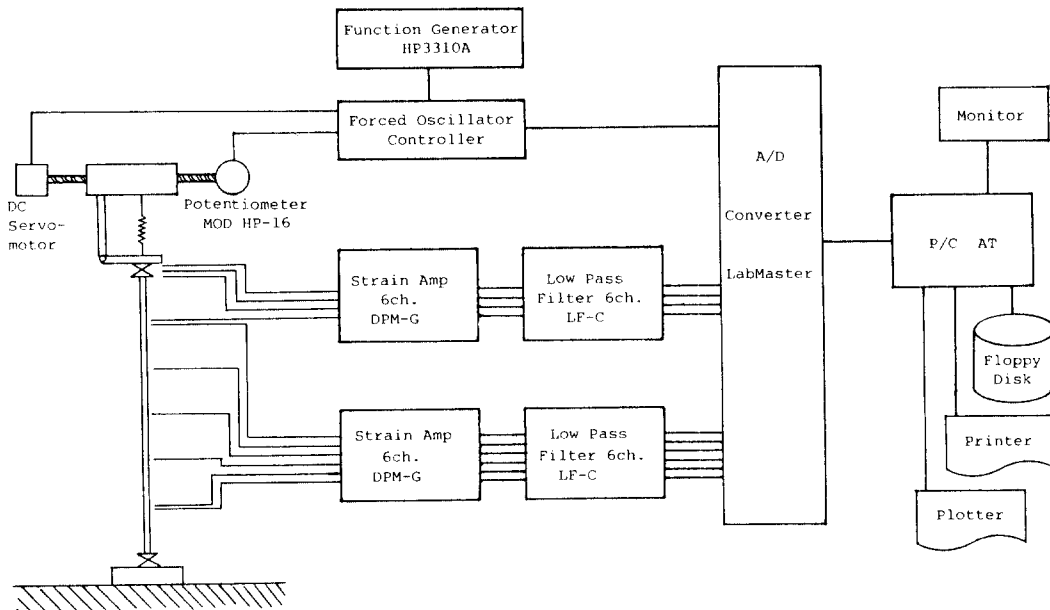 Function Generator
HP3310A
Forced Oscillator
Controller
DC
Servo-
motor
Potentiometer
MOD HP-16
Strain Amp
6ch.
DPM-G
Low Pass
Filter 6ch.
LF-C
Strain Amp
6ch.
DPM-G
Low Pass
Filter 6ch.
LF-C
A/D
Converter
LabMaster
Monitor
P/C AT
Floppy
Disk
Printer
Plotter